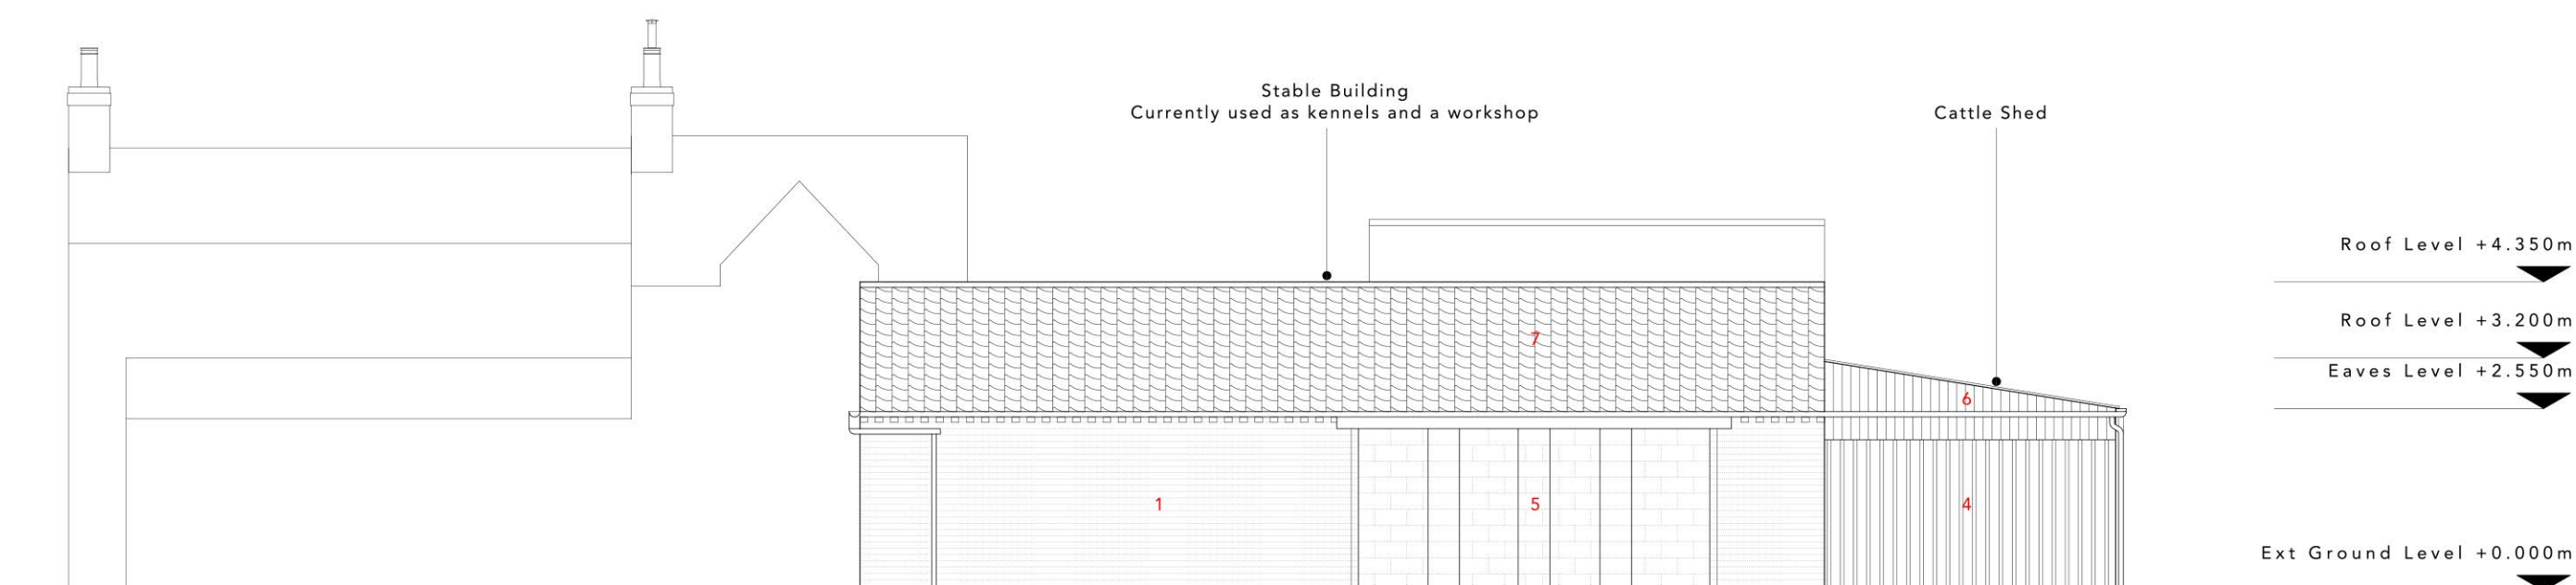 Stable Building
Currently used as kennels and a workshop
Cattle Shed
Roof Level +4.350m
Roof Level +3.200m
7
Eaves Level +2.550m
6
1
5
4
Ext Ground Level +0.000m